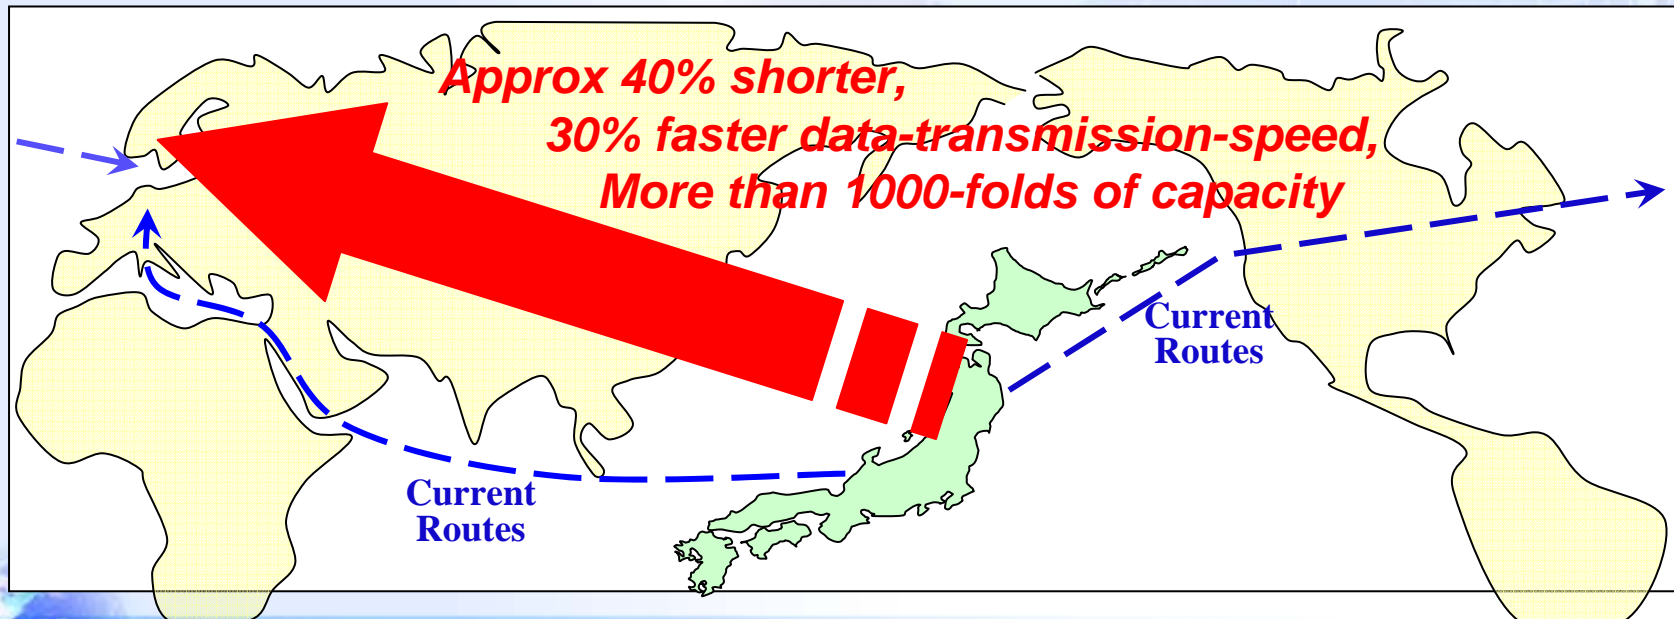 Approx 40% shorter,
30% faster data-transmission-speed,
More than 1000-folds of capacity
Current
Routes
Current
Routes